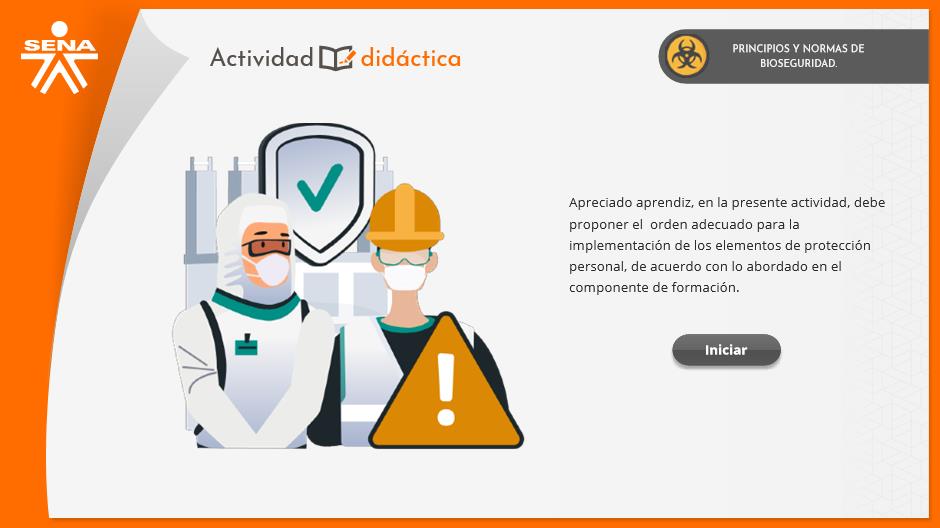 SENA
Actividad didáctica
PRINCIPIOS Y NORMAS DE
BIOSEGURIDAD.
Apreciado aprendiz, en la presente actividad, debe
proponer el  orden adecuado para la
implementación de los elementos de protección
personal, de acuerdo con lo abordado en el
componente de formación.
Iniciar